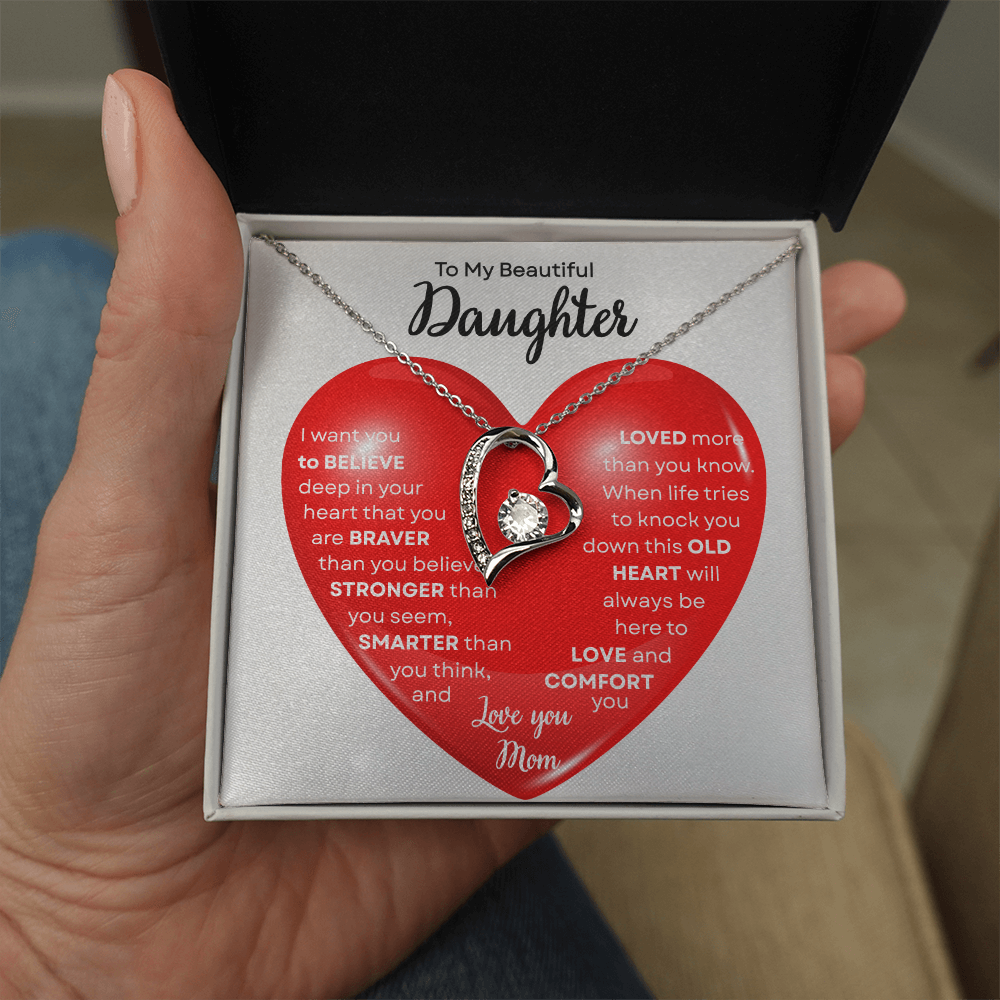 To My Beautiful
Daughter
I want you
to BELIEVE
deep in your
heart that you
are BRAVER
than you believe
STRONGER than
you seem,
SMARTER than
you think,
and
LOVED more
than you know.
When life tries
to knock you
down this OLD
HEART will
always be
here to
LOVE and
COMFORT
you
Love you
Mom